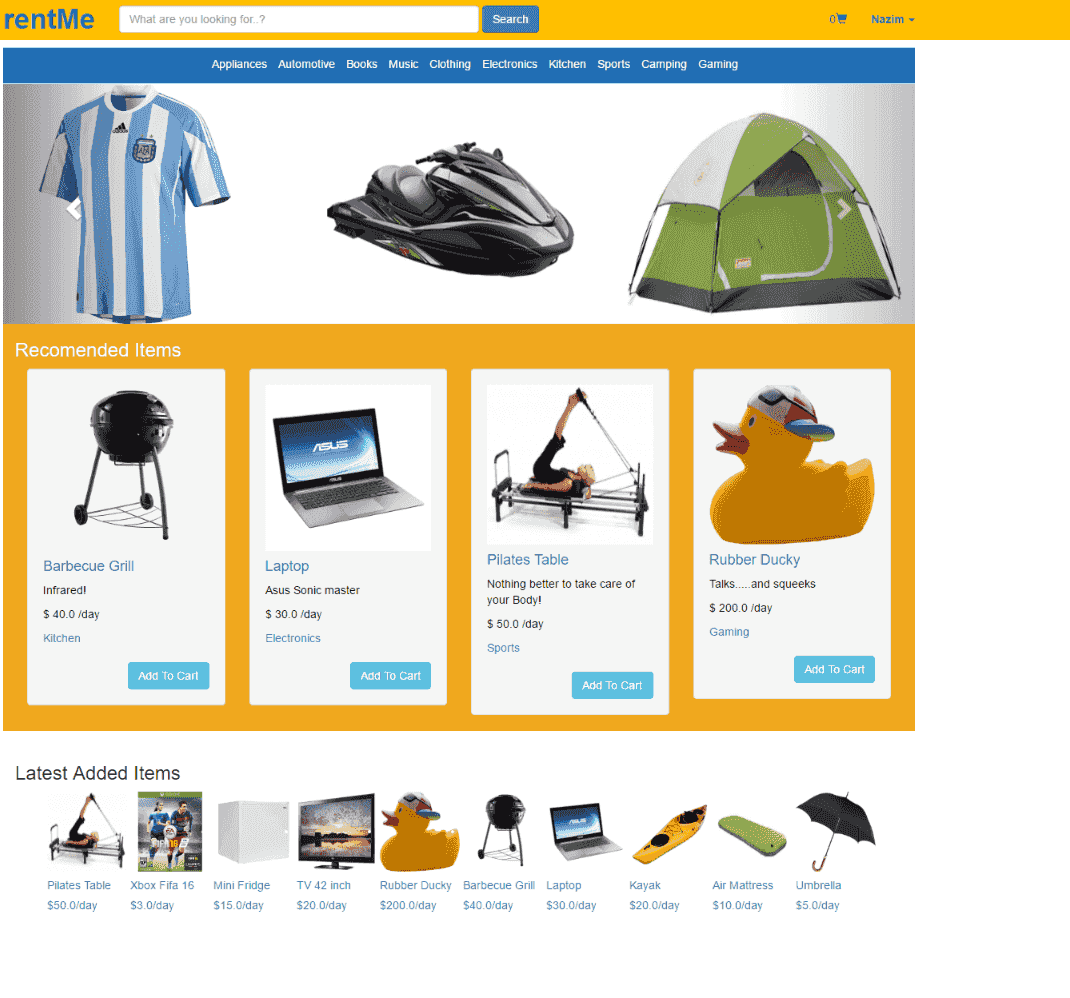 rentMe What are you looking for..? Search 0 Nazim
Appliances Automotive Books Music Clothing Electronics Kitchen Sports Camping Gaming
adidas
Recomended Items
ASUS
Barbecue Grill
Infrared!
$ 40.0 /day
Kitchen
Add To Cart
Laptop
Asus Sonic master
$ 30.0 /day
Electronics
Add To Cart
Pilates Table
Nothing better to take care of
your Body!
$ 50.0 /day
Sports
Add To Cart
Rubber Ducky
Talks.....and squeeks
$ 200.0 /day
Gaming
Add To Cart
Latest Added Items
FIFA 16
Pilates Table Xbox Fifa 16 Mini Fridge TV 42 inch Rubber Ducky Barbecue Grill Laptop Kayak Air Mattress Umbrella
$50.0/day $3.0/day $15.0/day $20.0/day $200.0/day $40.0/day $30.0/day $20.0/day $10.0/day $5.0/day